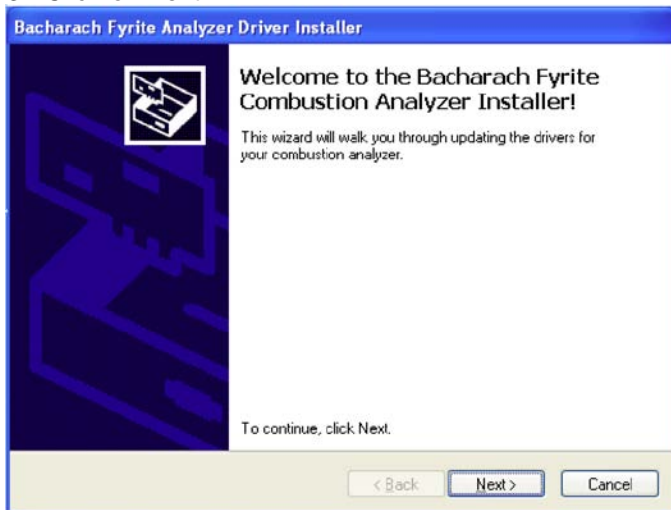 Bacharach Fyrite Analyzer Driver Installer
Welcome to the Bacharach Fyrite
Combustion Analyzer Installer!
This wizard will walk you through updating the drivers for
your combustion analyzer.
To continue, click Next.
< Back
Next >
Cancel